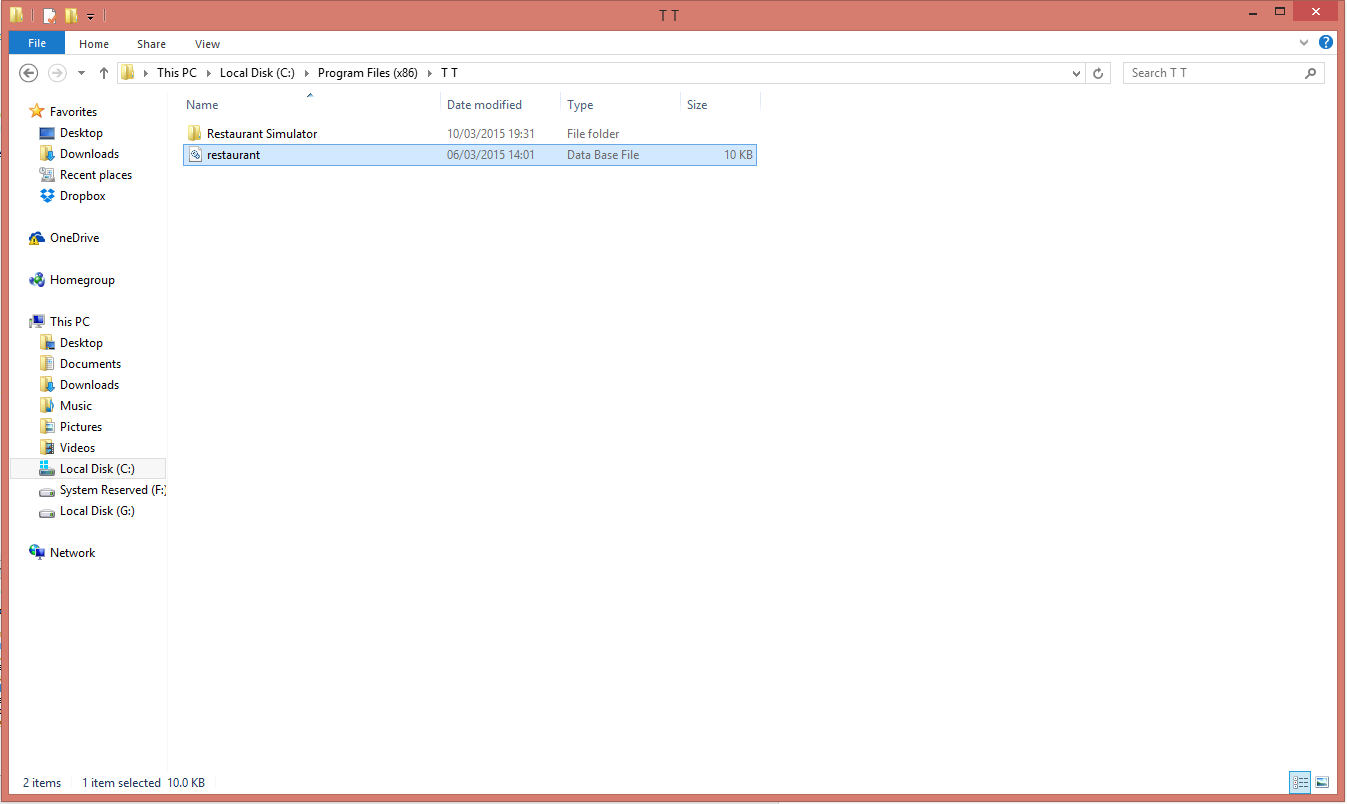 T T
File Home Share View
This PC Local Disk (C:) Program Files (x86) T T Search T T
Name Date modified Type Size
Restaurant Simulator 10/03/2015 19:31 File folder
restaurant 06/03/2015 14:01 Data Base File 10 KB
Favorites
Desktop
Downloads
Recent places
Dropbox
OneDrive
Homegroup
This PC
Desktop
Documents
Downloads
Music
Pictures
Videos
Local Disk (C:)
System Reserved (F:)
Local Disk (G:)
Network
2 items 1 item selected 10.0 KB